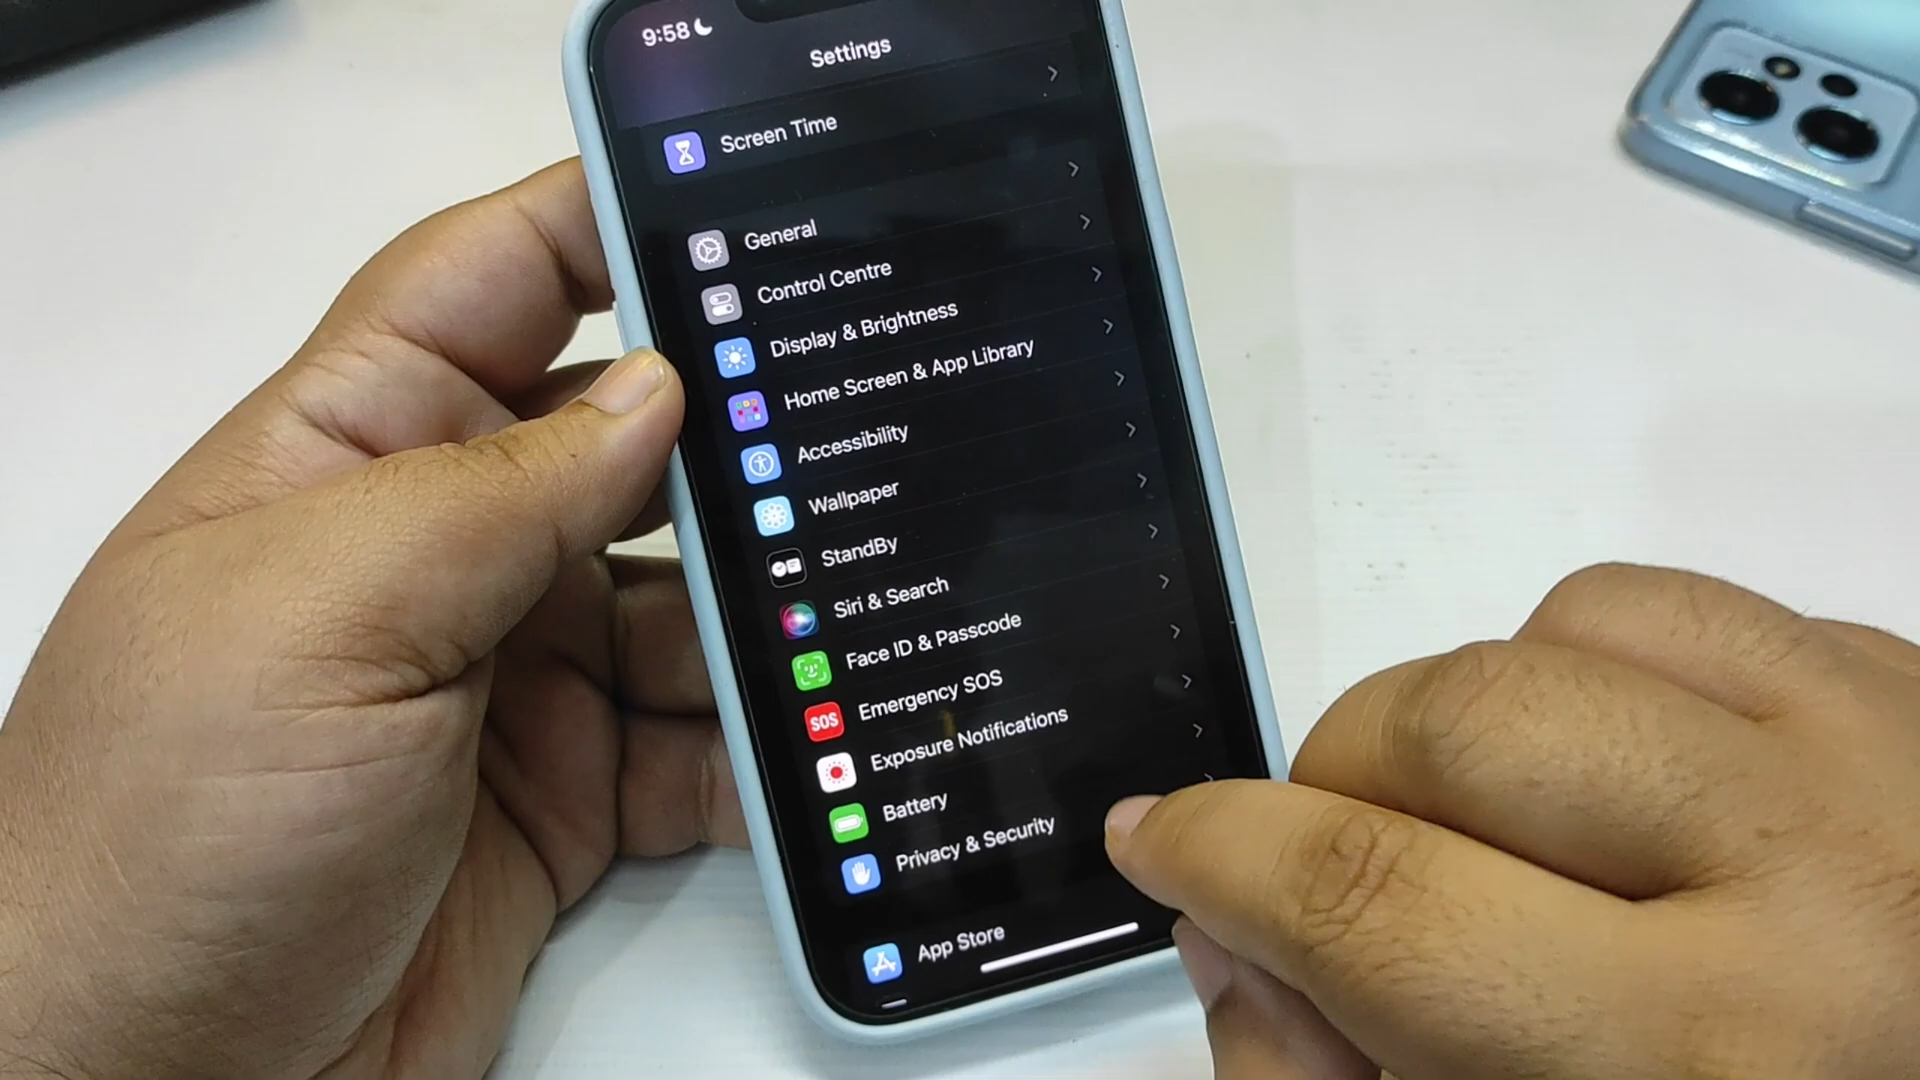 9:58
Settings
Screen Time
General
Control Centre
Display & Brightness
Home Screen & App Library
Accessibility
Wallpaper
StandBy
Siri & Search
Face ID & Passcode
SOS
Emergency SOS
Exposure Notifications
Battery
Privacy & Security
App Store